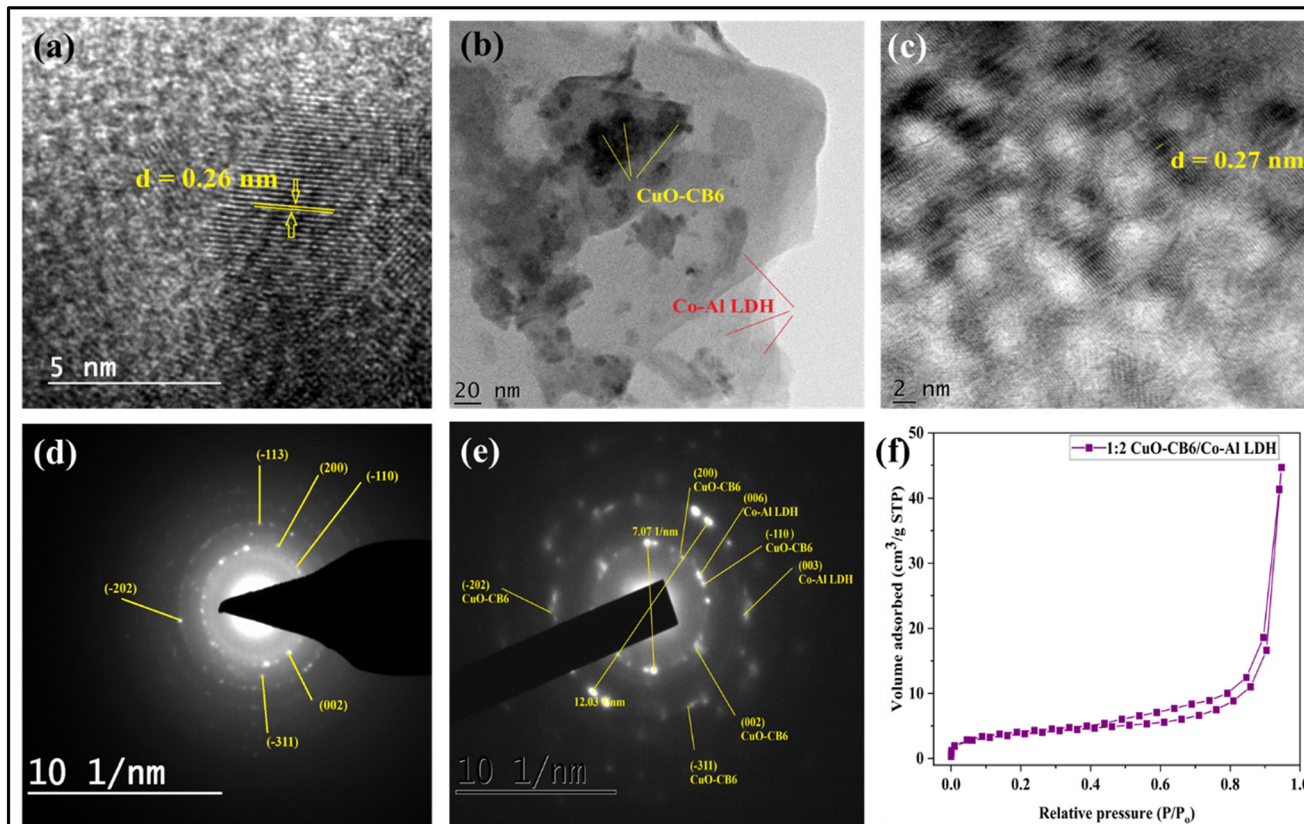 (a)
d = 0.26 nm
5 nm
(b)
CuO-CB6
Co-Al LDH
20 nm
(c)
d = 0.27 nm
2 nm
(d)
(-113)
(200)
(-110)
(-202)
(002)
(-311)
10 1/nm
(e)
(200)
CuO-CB6
(006)
Co-Al LDH
7.07 1/nm
(-110)
CuO-CB6
(003)
Co-Al LDH
(-202)
CuO-CB6
12.03 1/nm
(002)
CuO-CB6
(-311)
CuO-CB6
10 1/nm
(f)
1:2 CuO-CB6/Co-Al LDH
Volume adsorbed (cm³/g STP)
50
40
30
20
10
0
0.0 0.2 0.4 0.6 0.8 1.0
Relative pressure (P/P₀)